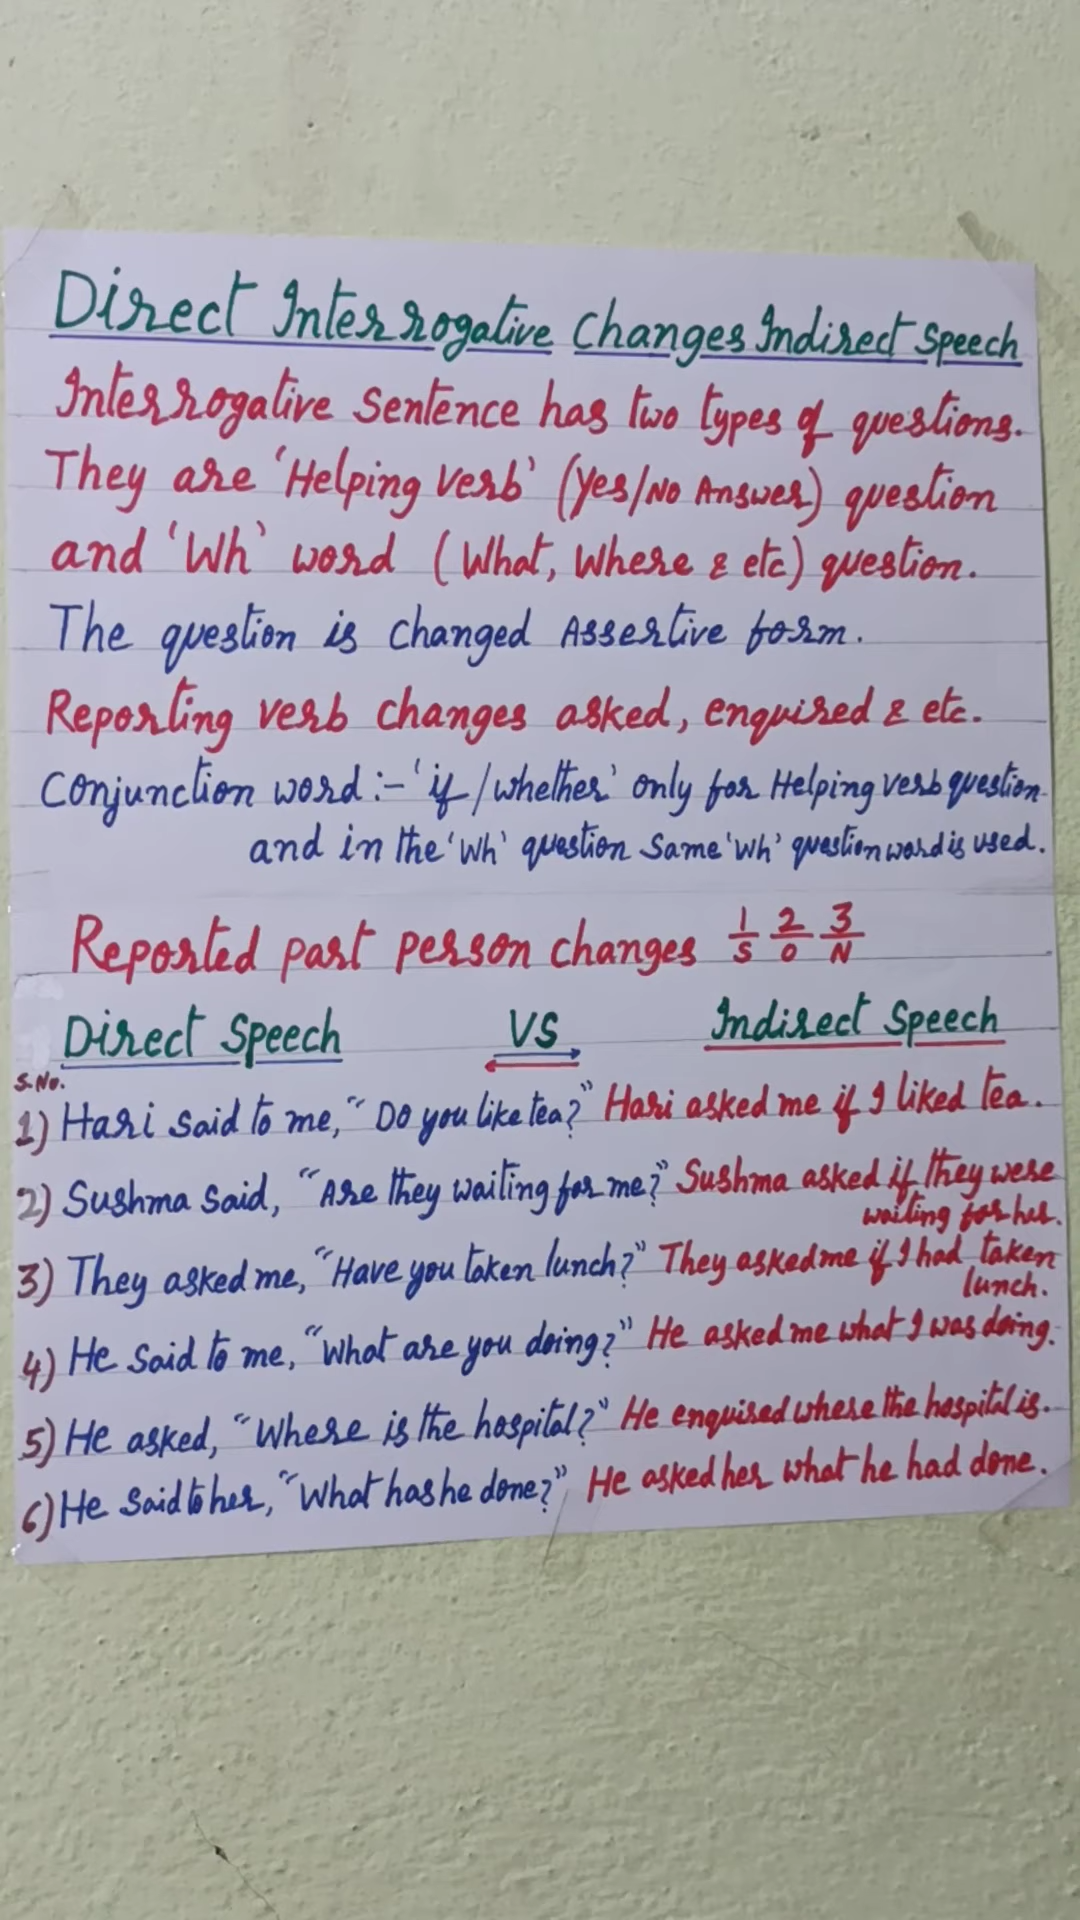 Direct Interrogative Changes Indirect Speech
Interrogative Sentence has two types of questions.
They are 'Helping verb' (Yes/No Answer) question
and 'Wh' word (What, Where & etc) question.
The question is Changed Assertive form.
Reporting verb changes asked, enquired & etc.
Conjunction word :- 'if/whether' only for Helping verb question
and in the 'Wh' question Same 'Wh' question word is used.
Reported part person changes 1/S 2/O 3/N
Direct Speech VS Indirect Speech
S.No.
1) Hari Said to me, "Do you like tea?" Hari asked me if I liked tea.
2) Sushma Said, "Are they waiting for me?" Sushma asked if they were
waiting for her.
3) They asked me, "Have you taken lunch?" They asked me if I had taken
lunch.
4) He Said to me, "What are you doing?" He asked me what I was doing.
5) He asked, "Where is the hospital?" He enquired where the hospital is.
6) He Said to her, "What has he done?" He asked her what he had done.